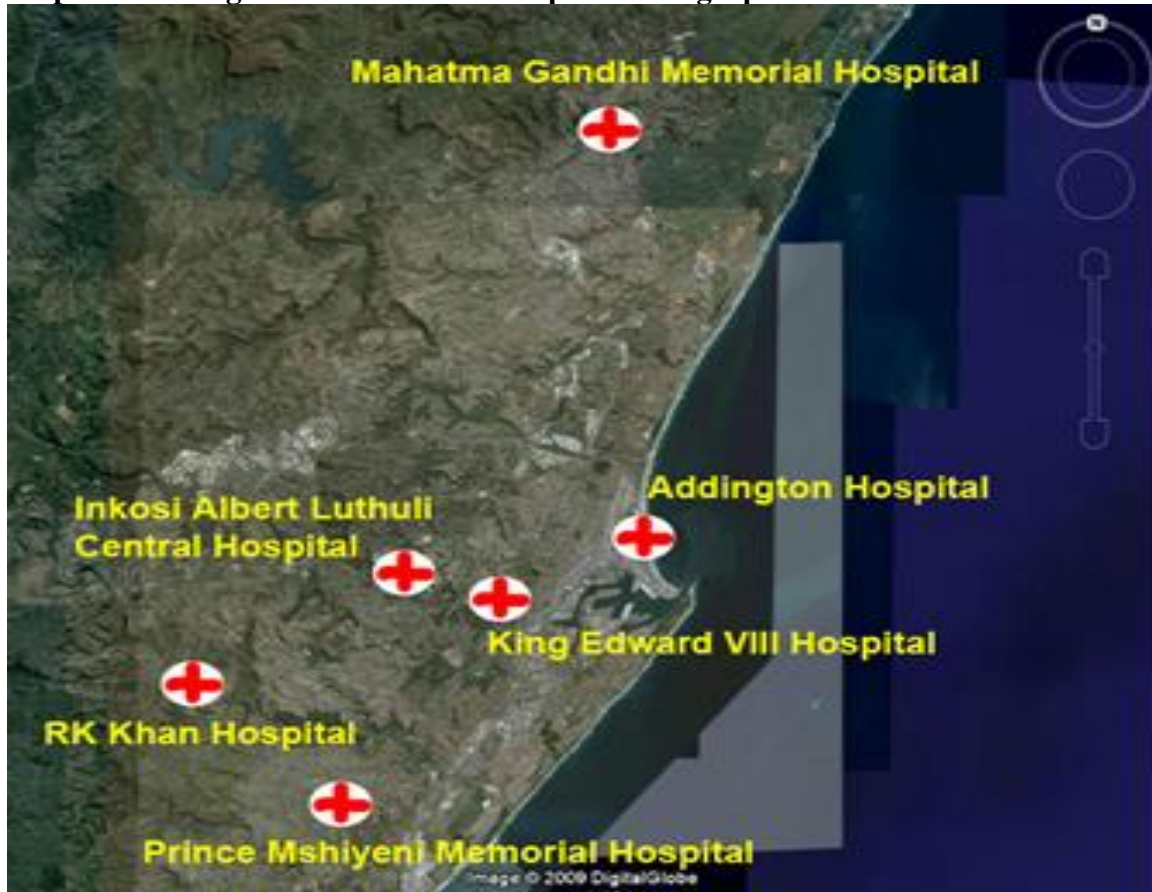 Mahatma Gandhi Memorial Hospital
Addington Hospital
Inkosi Albert Luthuli
Central Hospital
King Edward VIII Hospital
RK Khan Hospital
Prince Mshiyeni Memorial Hospital
Image © 2009 DigitalGlobe